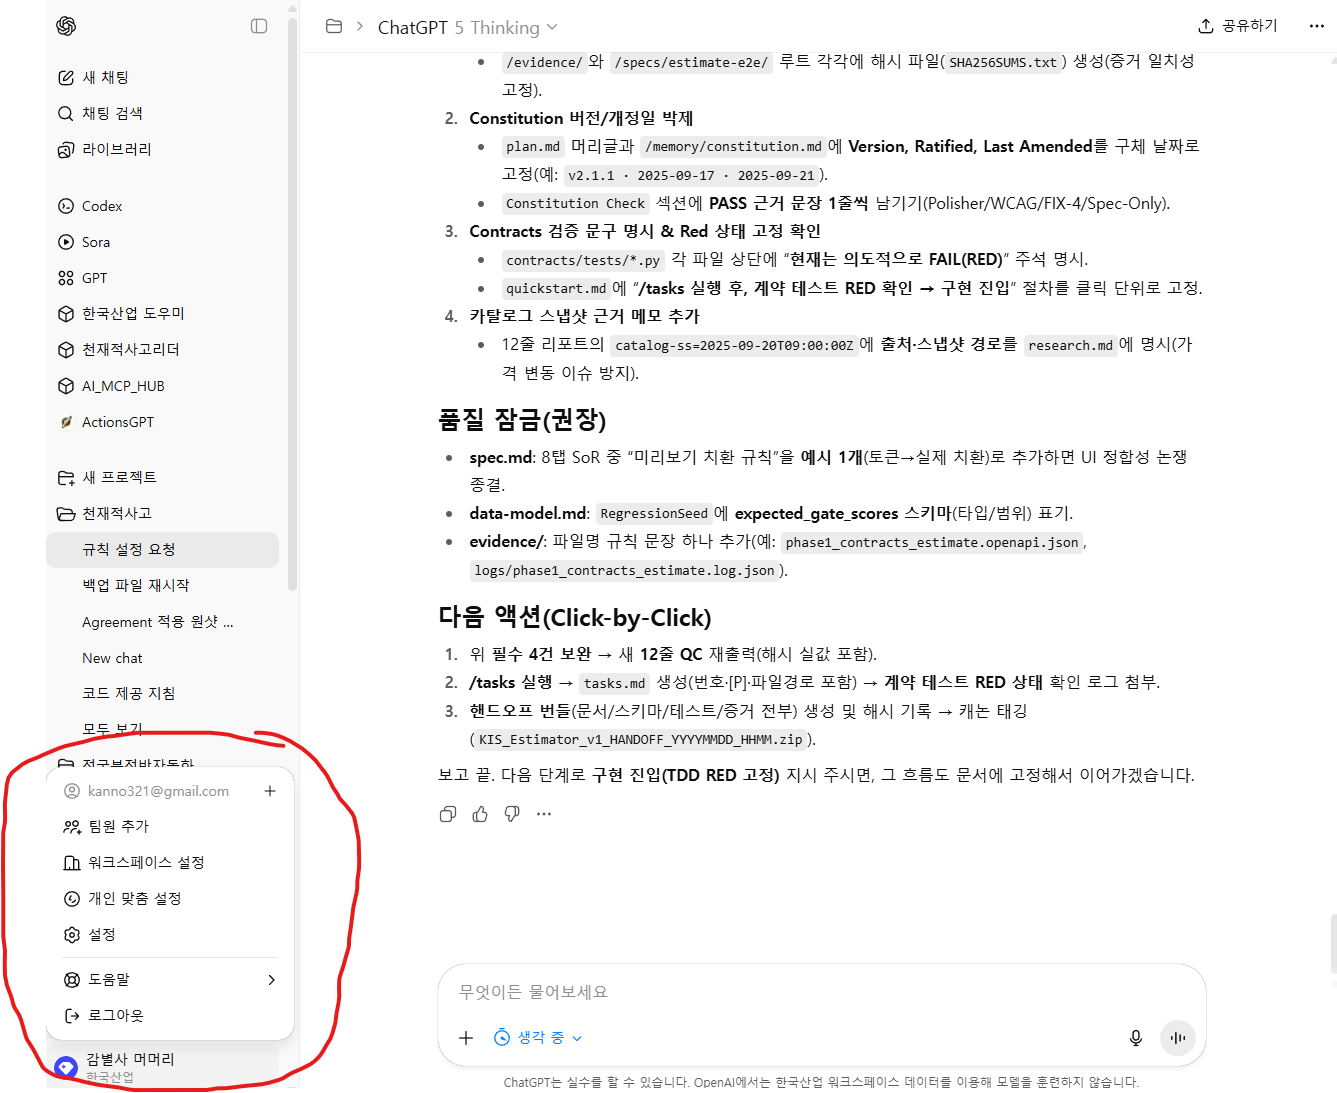 새 채팅
채팅 검색
라이브러리
Codex
Sora
GPT
한국산업 도우미
천재적사고리더
AI_MCP_HUB
ActionsGPT
새 프로젝트
천재적사고
규칙 설정 요청
백업 파일 재시작
Agreement 적용 원샷 ...
New chat
코드 제공 지침
모두 보기
kanno321@gmail.com
팀원 추가
워크스페이스 설정
개인 맞춤 설정
설정
도움말
로그아웃
감별사 머머리
한국산업
ChatGPT 5 Thinking
공유하기
/evidence/ 와 /specs/estimate-e2e/ 루트 각각에 해시 파일(SHA256SUMS.txt) 생성(증거 일치성
고정).
2. Constitution 버전/개정일 박제
plan.md 머리글과 /memory/constitution.md에 Version, Ratified, Last Amended를 구체 날짜로
고정(예: v2.1.1 · 2025-09-17 · 2025-09-21).
Constitution Check 섹션에 PASS 근거 문장 1줄씩 남기기(Polisher/WCAG/FIX-4/Spec-Only).
3. Contracts 검증 문구 명시 & Red 상태 고정 확인
contracts/tests/*.py 각 파일 상단에 “현재는 의도적으로 FAIL(RED)” 주석 명시.
quickstart.md에 “/tasks 실행 후, 계약 테스트 RED 확인 → 구현 진입” 절차를 클릭 단위로 고정.
4. 카탈로그 스냅샷 근거 메모 추가
12줄 리포트의 catalog-ss=2025-09-20T09:00:00Z에 출처·스냅샷 경로를 research.md에 명시(가
격 변동 이슈 방지).
품질 잠금(권장)
spec.md: 8탭 SoR 중 “미리보기 치환 규칙”을 예시 1개(토큰→실제 치환)로 추가하면 UI 정합성 논쟁
종결.
data-model.md: RegressionSeed에 expected_gate_scores 스키마(타입/범위) 표기.
evidence/: 파일명 규칙 문장 하나 추가(예: phase1_contracts_estimate.openapi.json,
logs/phase1_contracts_estimate.log.json).
다음 액션(Click-by-Click)
1. 위 필수 4건 보완 → 새 12줄 QC 재출력(해시 실값 포함).
2. /tasks 실행 → tasks.md 생성(번호·[P]·파일경로 포함) → 계약 테스트 RED 상태 확인 로그 첨부.
3. 핸드오프 번들(문서/스키마/테스트/증거 전부) 생성 및 해시 기록 → 캐논 태깅
(KIS_Estimator_v1_HANDOFF_YYYYMMDD_HHMM.zip).
보고 끝. 다음 단계로 구현 진입(TDD RED 고정) 지시 주시면, 그 흐름도 문서에 고정해서 이어가겠습니다.
무엇이든 물어보세요
생각 중
ChatGPT는 실수를 할 수 있습니다. OpenAI에서는 한국산업 워크스페이스 데이터를 이용해 모델을 훈련하지 않습니다.